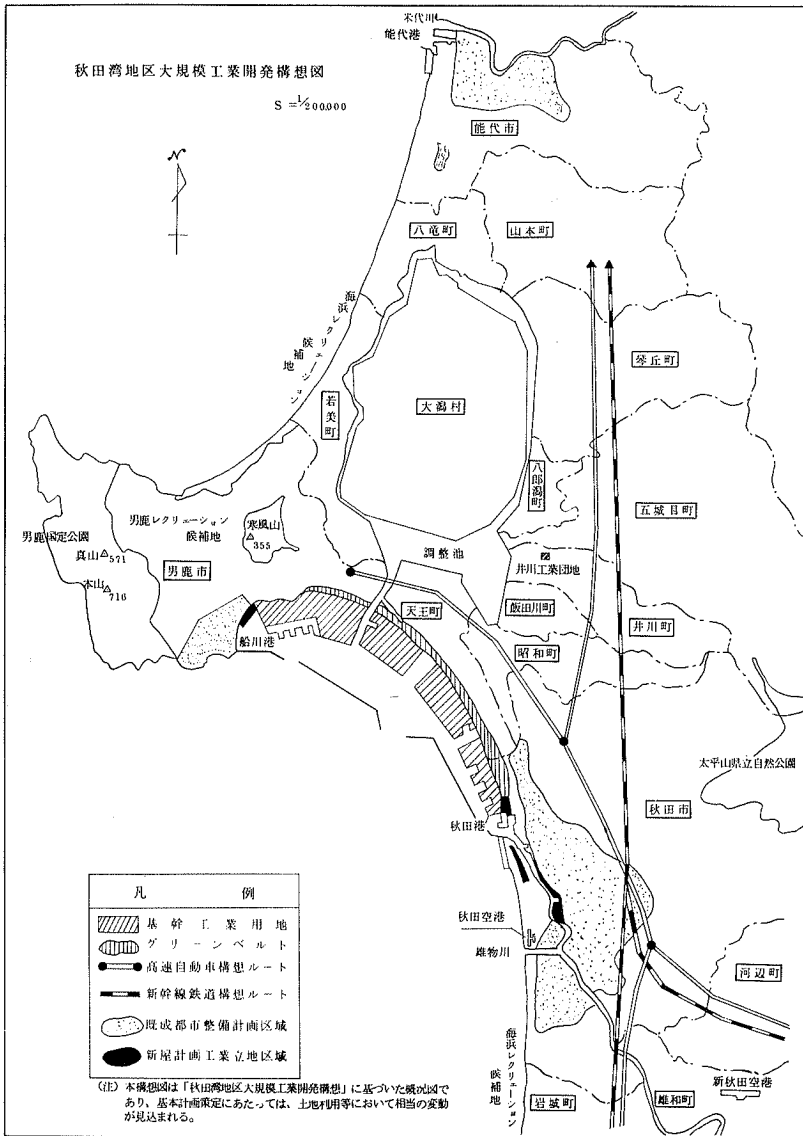 米代川
能代港
秋田湾地区大規模工業開発構想図
S = 1/200,000
N
能代市
八竜町
山本町
海浜レクリェーション
候補地
琴丘町
若美町
大潟村
八郎潟町
五城目町
男鹿レクリェーション
候補地
寒風山
△355
男鹿国定公園
真山△571
本山△716
男鹿市
調整池
井川工業団地
天王町
飯田川町
井川町
昭和町
船川港
太平山県立自然公園
秋田市
秋田港
秋田空港
雄物川
河辺町
海浜レクリェーション
候補地
新秋田空港
岩城町
雄和町
凡例
基幹工業用地
グリーンベルト
高速自動車構想ルート
新幹線鉄道構想ルート
既成都市整備計画区域
新屋計画工業立地区域
(注) 本構想図は「秋田湾地区大規模工業開発構想」に基づいた概況図で
あり、基本計画策定にあたっては、土地利用等において相当の変動
が見込まれる。